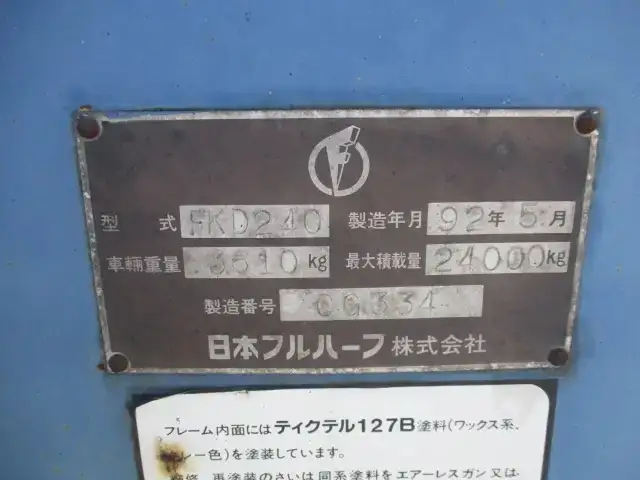 型 式 FKD240 製造年月 92年 5月
車輛重量 3610kg 最大積載量 24000kg
製造番号 CG334
日本フルハーフ株式会社
フレーム内面にはティクテル127B塗料(ワックス系、
レー色)を塗装しています。
再塗装のさいは同系塗料をエアーレスガン又は